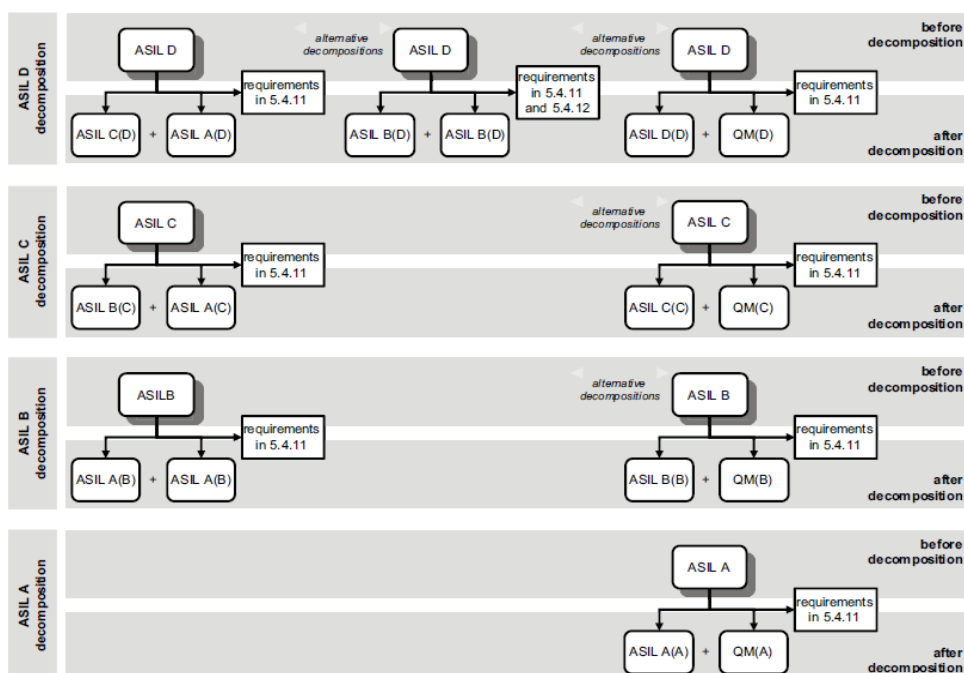 ASIL D
decomposition
before
decomposition
alternative
decompositions
alternative
decompositions
ASIL D
ASIL D
ASIL D
requirements
in 5.4.11
requirements
in 5.4.11
and 5.4.12
requirements
in 5.4.11
ASIL C(D) + ASIL A(D)
ASIL B(D) + ASIL B(D)
ASIL D(D) + QM(D)
after
decomposition
ASIL C
decomposition
before
decomposition
alternative
decompositions
ASIL C
ASIL C
requirements
in 5.4.11
requirements
in 5.4.11
ASIL B(C) + ASIL A(C)
ASIL C(C) + QM(C)
after
decomposition
ASIL B
decomposition
before
decomposition
alternative
decompositions
ASILB
ASIL B
requirements
in 5.4.11
requirements
in 5.4.11
ASIL A(B) + ASIL A(B)
ASIL B(B) + QM(B)
after
decomposition
ASIL A
decomposition
before
decomposition
ASIL A
requirements
in 5.4.11
ASIL A(A) + QM(A)
after
decomposition